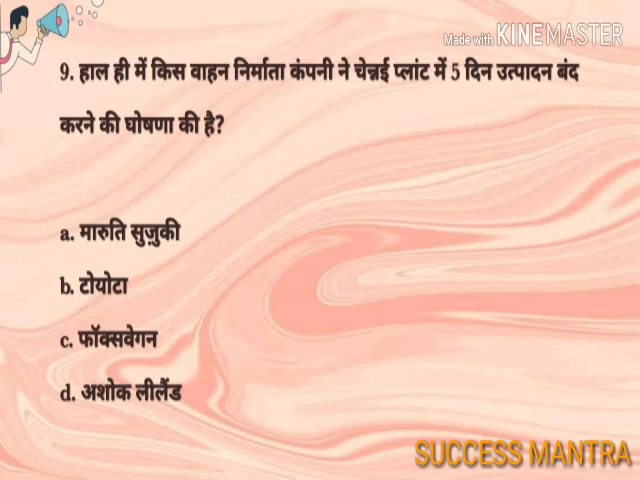 Made with KINEMASTER
9. हाल ही में किस वाहन निर्माता कंपनी ने चेन्नई प्लांट में 5 दिन उत्पादन बंद
करने की घोषणा की है?
a. मारुति सुज़ुकी
b. टोयोटा
c. फॉक्सवेगन
d. अशोक लीलैंड
SUCCESS MANTRA